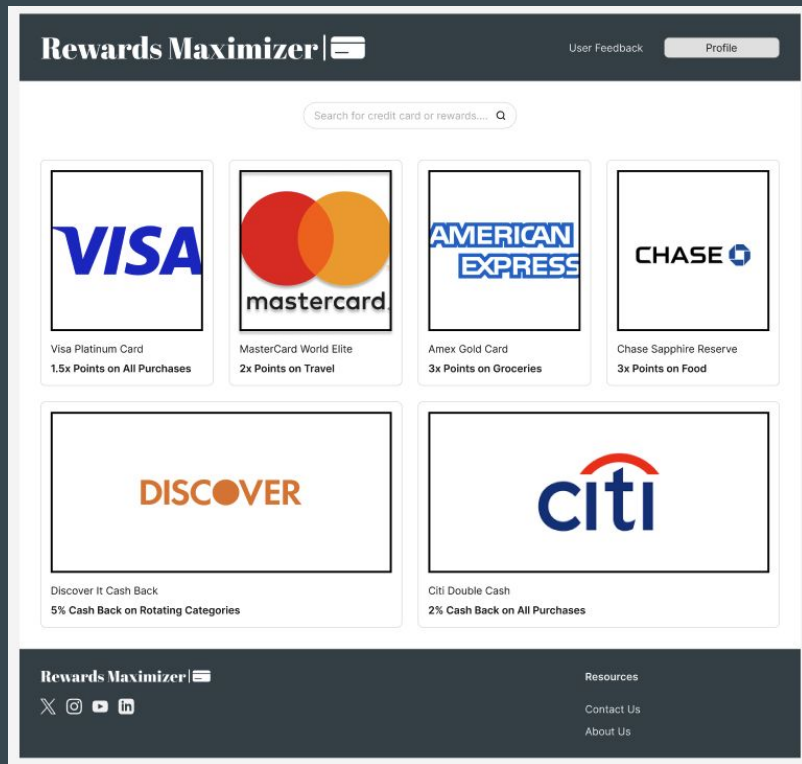 Rewards Maximizer
User Feedback
Profile
Search for credit card or rewards....
VISA
mastercard.
AMERICAN
EXPRESS
CHASE
Visa Platinum Card
1.5x Points on All Purchases
MasterCard World Elite
2x Points on Travel
Amex Gold Card
3x Points on Groceries
Chase Sapphire Reserve
3x Points on Food
DISCOVER
citi
Discover It Cash Back
5% Cash Back on Rotating Categories
Citi Double Cash
2% Cash Back on All Purchases
Rewards Maximizer
Resources
Contact Us
About Us